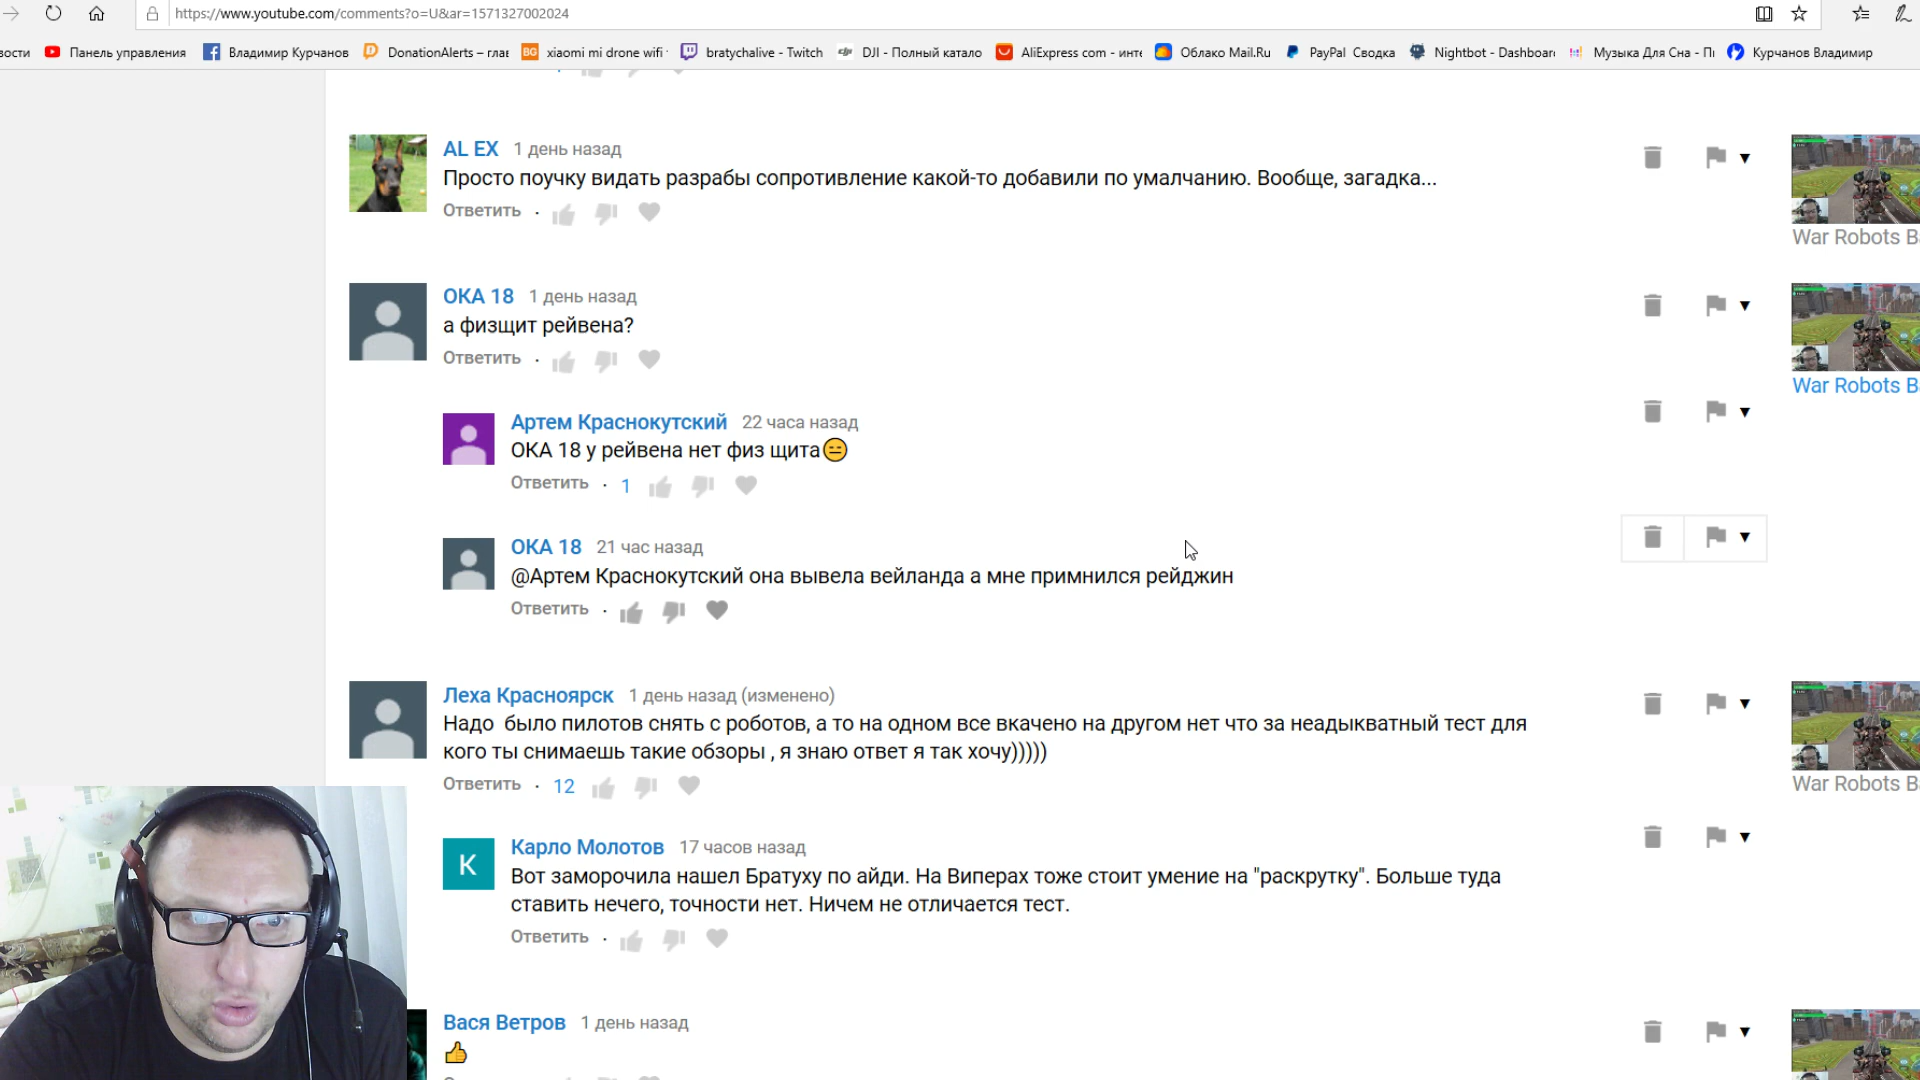 https://www.youtube.com/comments?o=U&ar=1571327002024
вости Панель управления Владимир Курчанов DonationAlerts – глав xiaomi mi drone wifi bratychalive - Twitch DJI - Полный катало AliExpress com - инте Облако Mail.Ru PayPal Сводка Nightbot - Dashboard Музыка Для Сна - П Курчанов Владимир
AL EX 1 день назад
Просто поучку видать разрабы сопротивление какой-то добавили по умалчанию. Вообще, загадка...
Ответить ·
War Robots B
ОКА 18 1 день назад
а физщит рейвена?
Ответить ·
War Robots B
Артем Краснокутский 22 часа назад
ОКА 18 у рейвена нет физ щита😑
Ответить · 1
ОКА 18 21 час назад
@Артем Краснокутский она вывела вейланда а мне примнился рейджин
Ответить ·
Леха Красноярск 1 день назад (изменено)
Надо было пилотов снять с роботов, а то на одном все вкачено на другом нет что за неадыкватный тест для
кого ты снимаешь такие обзоры , я знаю ответ я так хочу)))))
Ответить · 12
War Robots B
K
Карло Молотов 17 часов назад
Вот заморочила нашел Братуху по айди. На Виперах тоже стоит умение на "раскрутку". Больше туда
ставить нечего, точности нет. Ничем не отличается тест.
Ответить ·
Вася Ветров 1 день назад
👍